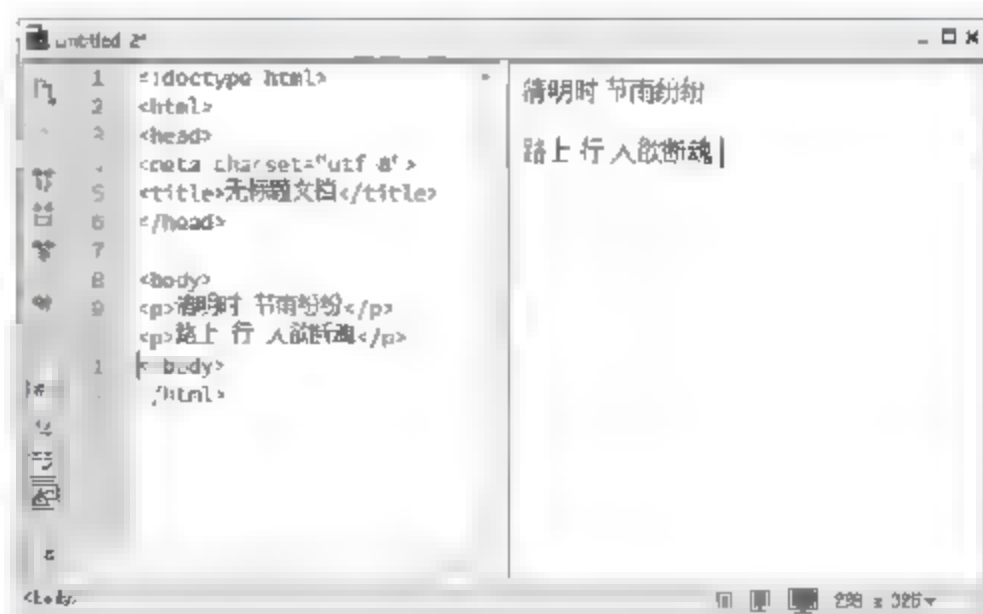 Untitled 2*
1 <!doctype html>
2 <html>
3 <head>
<meta charset="utf-8">
5 <title>无标题文档</title>
6 </head>
7
8 <body>
9 <p>清明时 节雨纷纷</p>
<p>路上 行 人欲断魂</p>
1 </body>
</html>
清明时 节雨纷纷
路上 行 人欲断魂
<body>